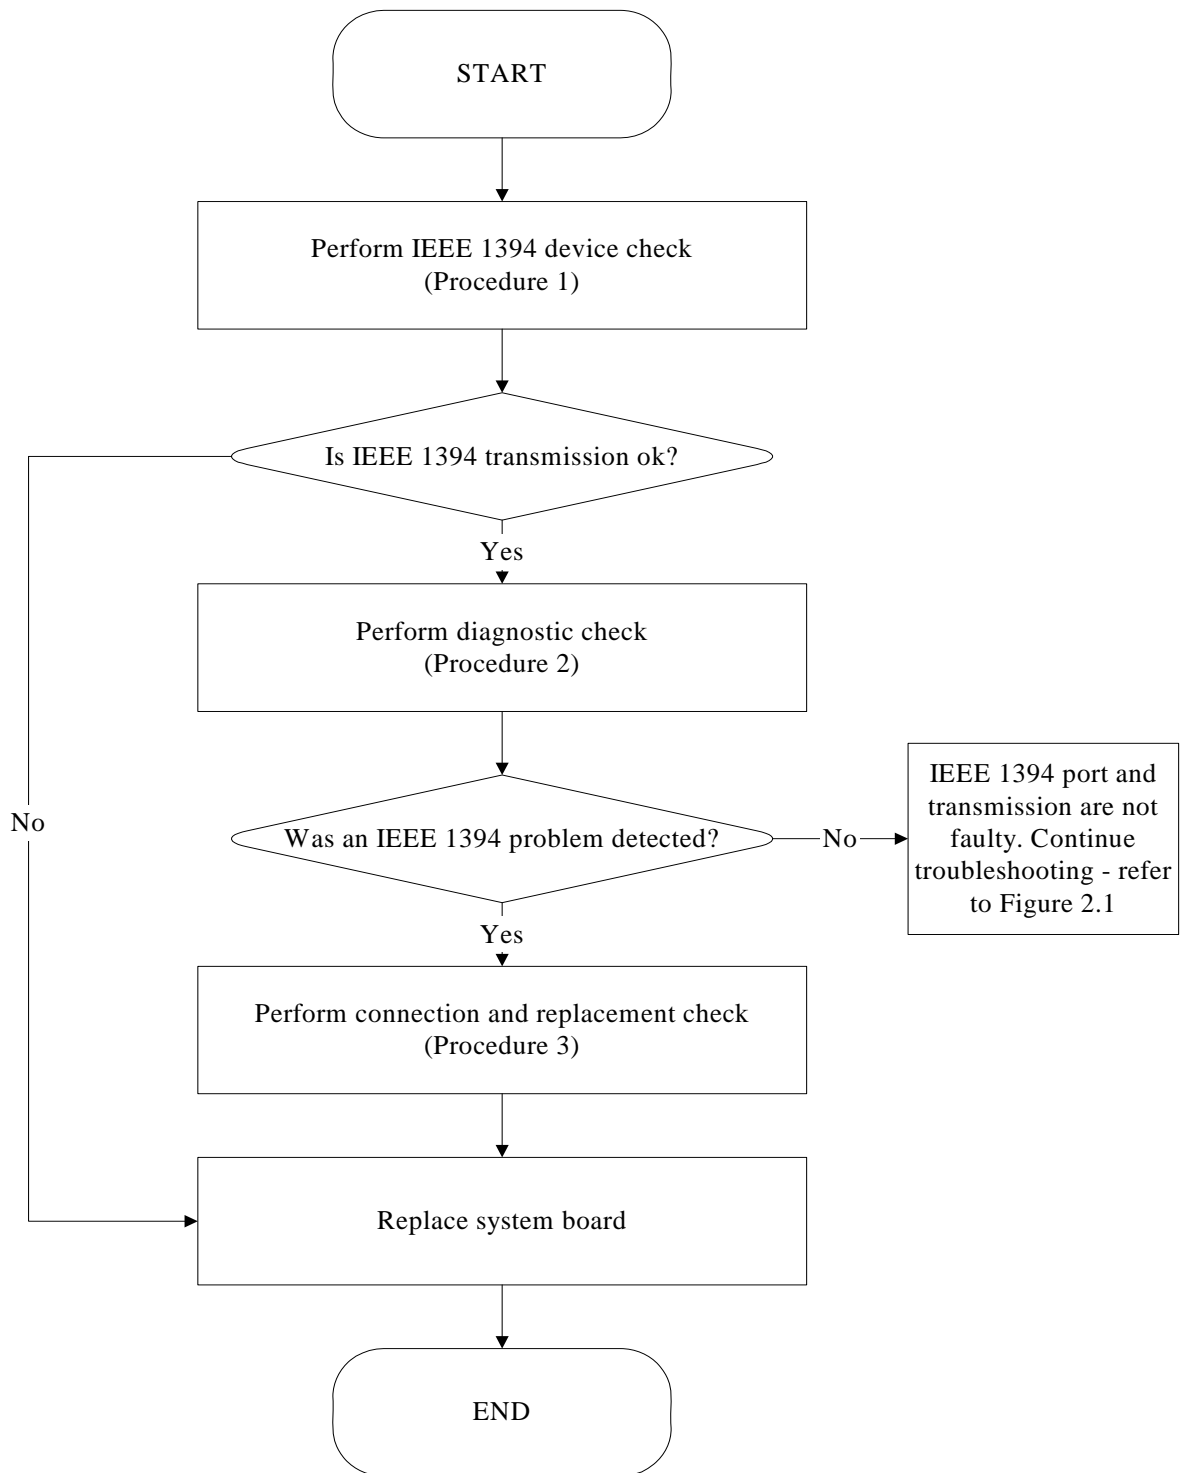 START
Perform IEEE 1394 device check
(Procedure 1)
Is IEEE 1394 transmission ok?
Yes
Perform diagnostic check
(Procedure 2)
No
Was an IEEE 1394 problem detected?
No
IEEE 1394 port and
transmission are not
faulty. Continue
troubleshooting - refer
to Figure 2.1
Yes
Perform connection and replacement check
(Procedure 3)
Replace system board
END